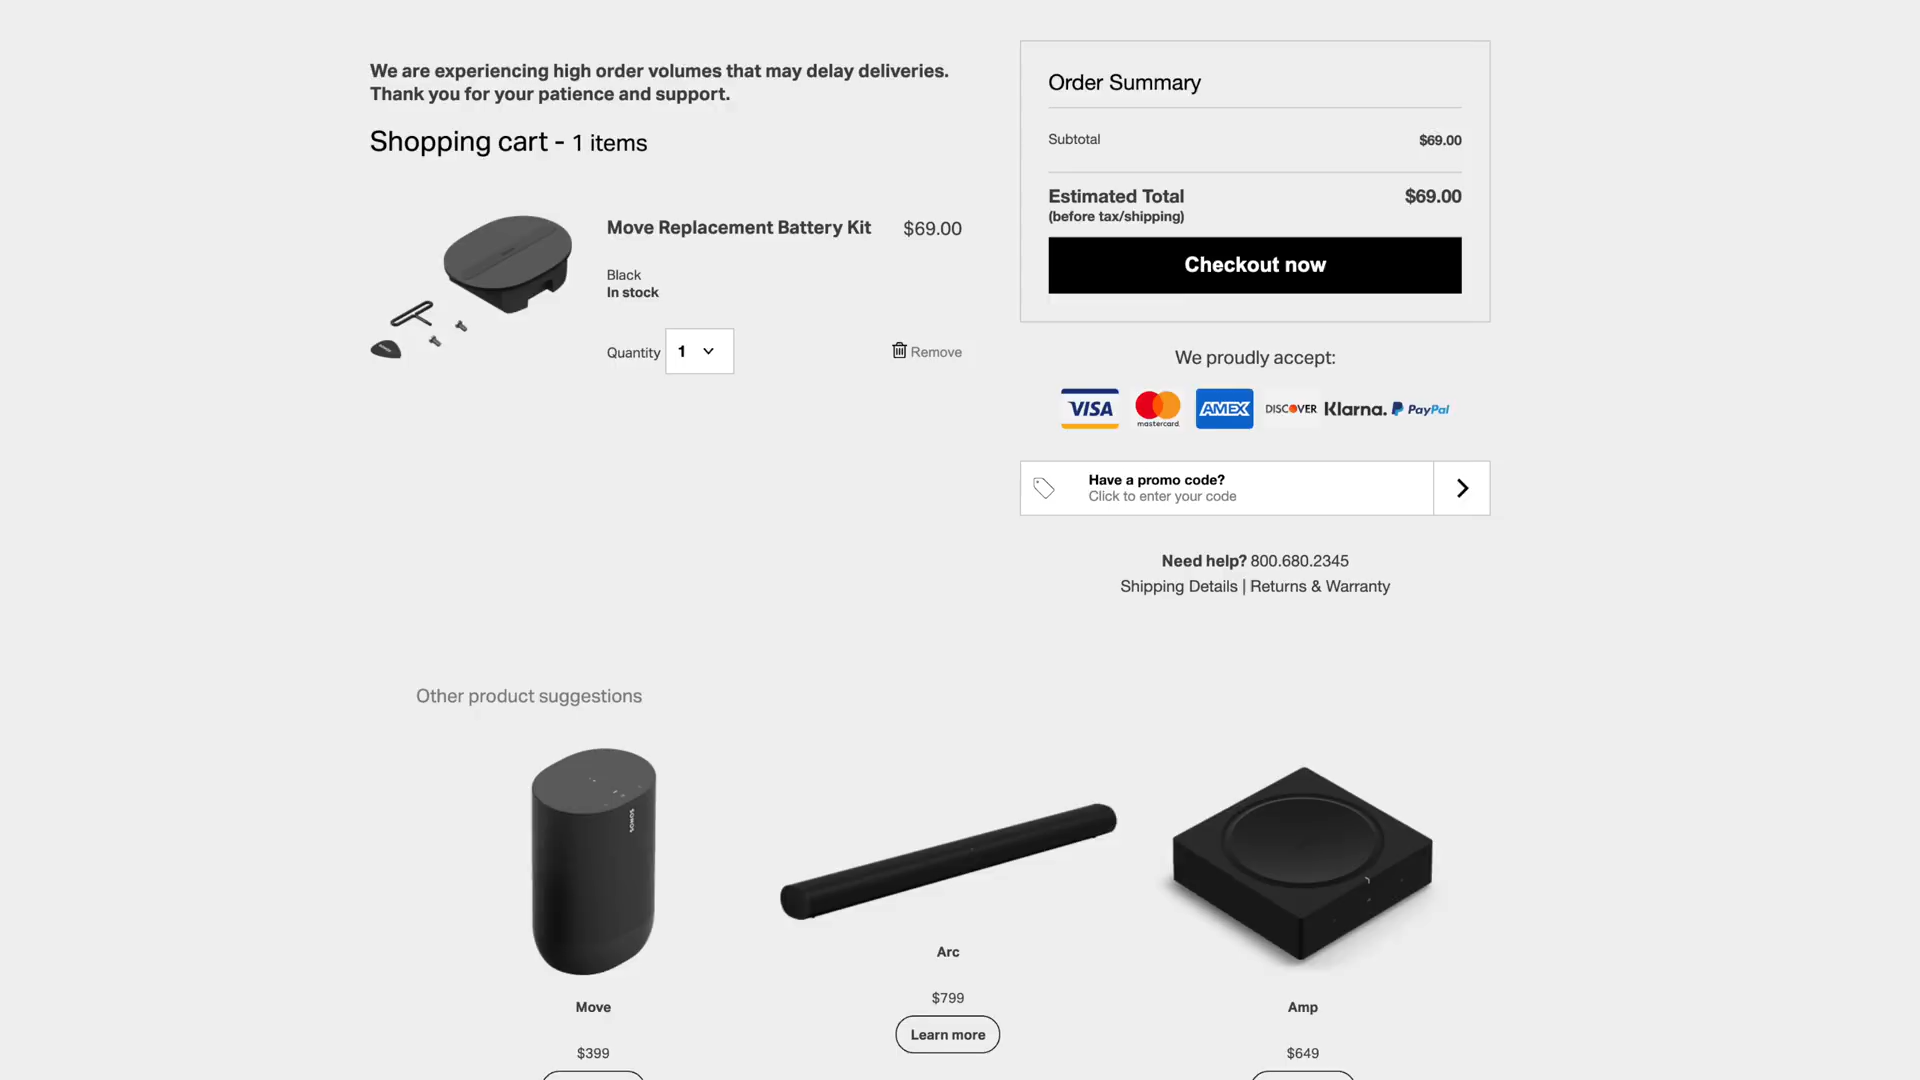 We are experiencing high order volumes that may delay deliveries.
Thank you for your patience and support.
Shopping cart - 1 items
Move Replacement Battery Kit $69.00
Black
In stock
Quantity 1
Remove
Order Summary
Subtotal $69.00
Estimated Total $69.00
(before tax/shipping)
Checkout now
We proudly accept:
VISA mastercard AMEX DISCOVER Klarna. PayPal
Have a promo code?
Click to enter your code
Need help? 800.680.2345
Shipping Details | Returns & Warranty
Other product suggestions
SONOS
Move
$399
Arc
$799
Learn more
Amp
$649